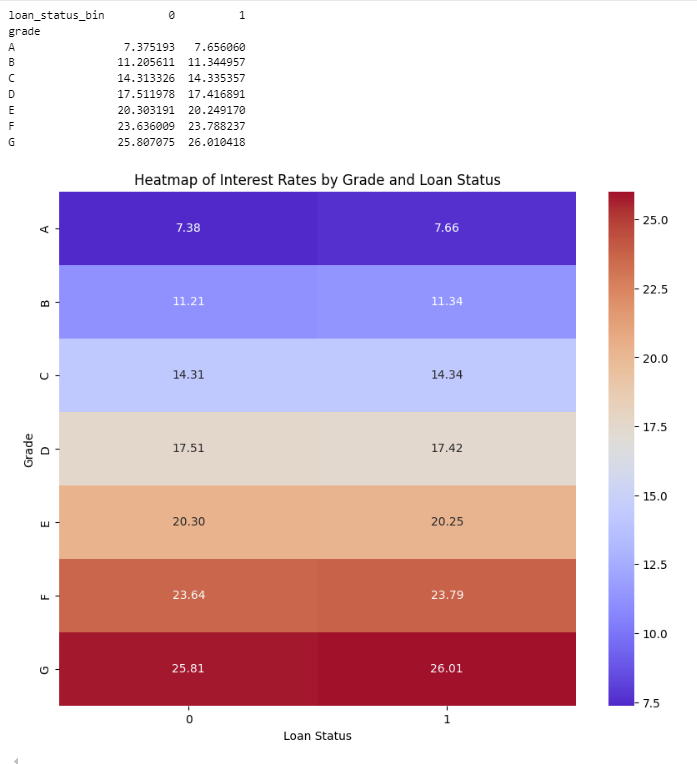 loan_status_bin 0 1
grade
A 7.375193 7.656060
B 11.205611 11.344957
C 14.313326 14.335357
D 17.511978 17.416891
E 20.303191 20.249170
F 23.636009 23.788237
G 25.807075 26.010418
Heatmap of Interest Rates by Grade and Loan Status
A 7.38 7.66
B 11.21 11.34
C 14.31 14.34
D 17.51 17.42
E 20.30 20.25
F 23.64 23.79
G 25.81 26.01
Grade
0 1
Loan Status
25.0
22.5
20.0
17.5
15.0
12.5
10.0
7.5